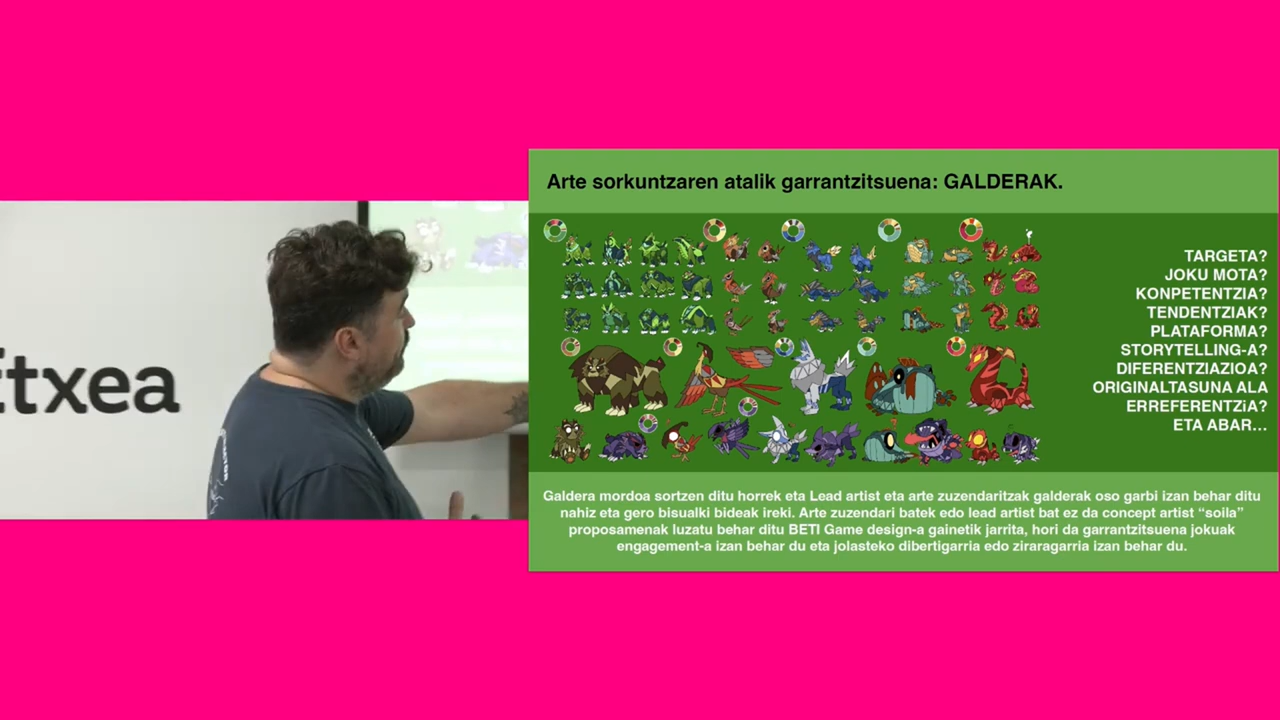 Arte sorkuntzaren atalik garrantzitsuena: GALDERAK.
TARGETA?
JOKU MOTA?
KONPETENTZIA?
TENDENTZIAK?
PLATAFORMA?
STORYTELLING-A?
DIFERENTZIAZIOA?
ORIGINALTASUNA ALA
ERREFERENTZiA?
ETA ABAR...
txea
Galdera mordoa sortzen ditu horrek eta Lead artist eta arte zuzendaritzak galderak oso garbi izan behar ditu
nahiz eta gero bisualki bideak ireki. Arte zuzendari batek edo lead artist bat ez da concept artist “soila”
proposamenak luzatu behar ditu BETI Game design-a gainetik jarrita, hori da garrantzitsuena jokuak
engagement-a izan behar du eta jolasteko dibertigarria edo ziraragarria izan behar du.